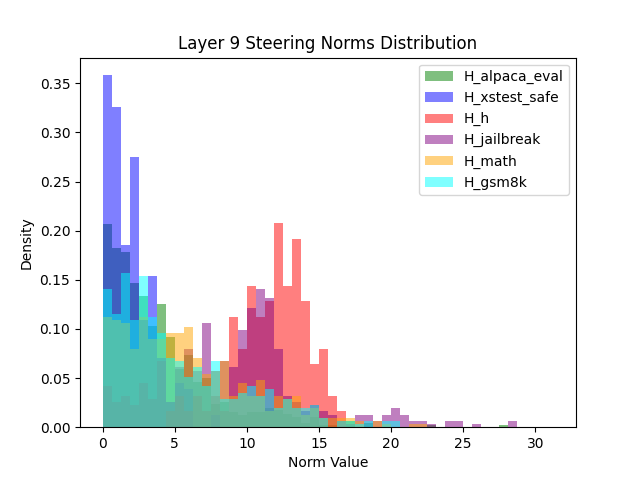 Layer 9 Steering Norms Distribution
H_alpaca_eval
H_xstest_safe
H_h
H_jailbreak
H_math
H_gsm8k
Density
0.35
0.30
0.25
0.20
0.15
0.10
0.05
0.00
0 5 10 15 20 25 30
Norm Value